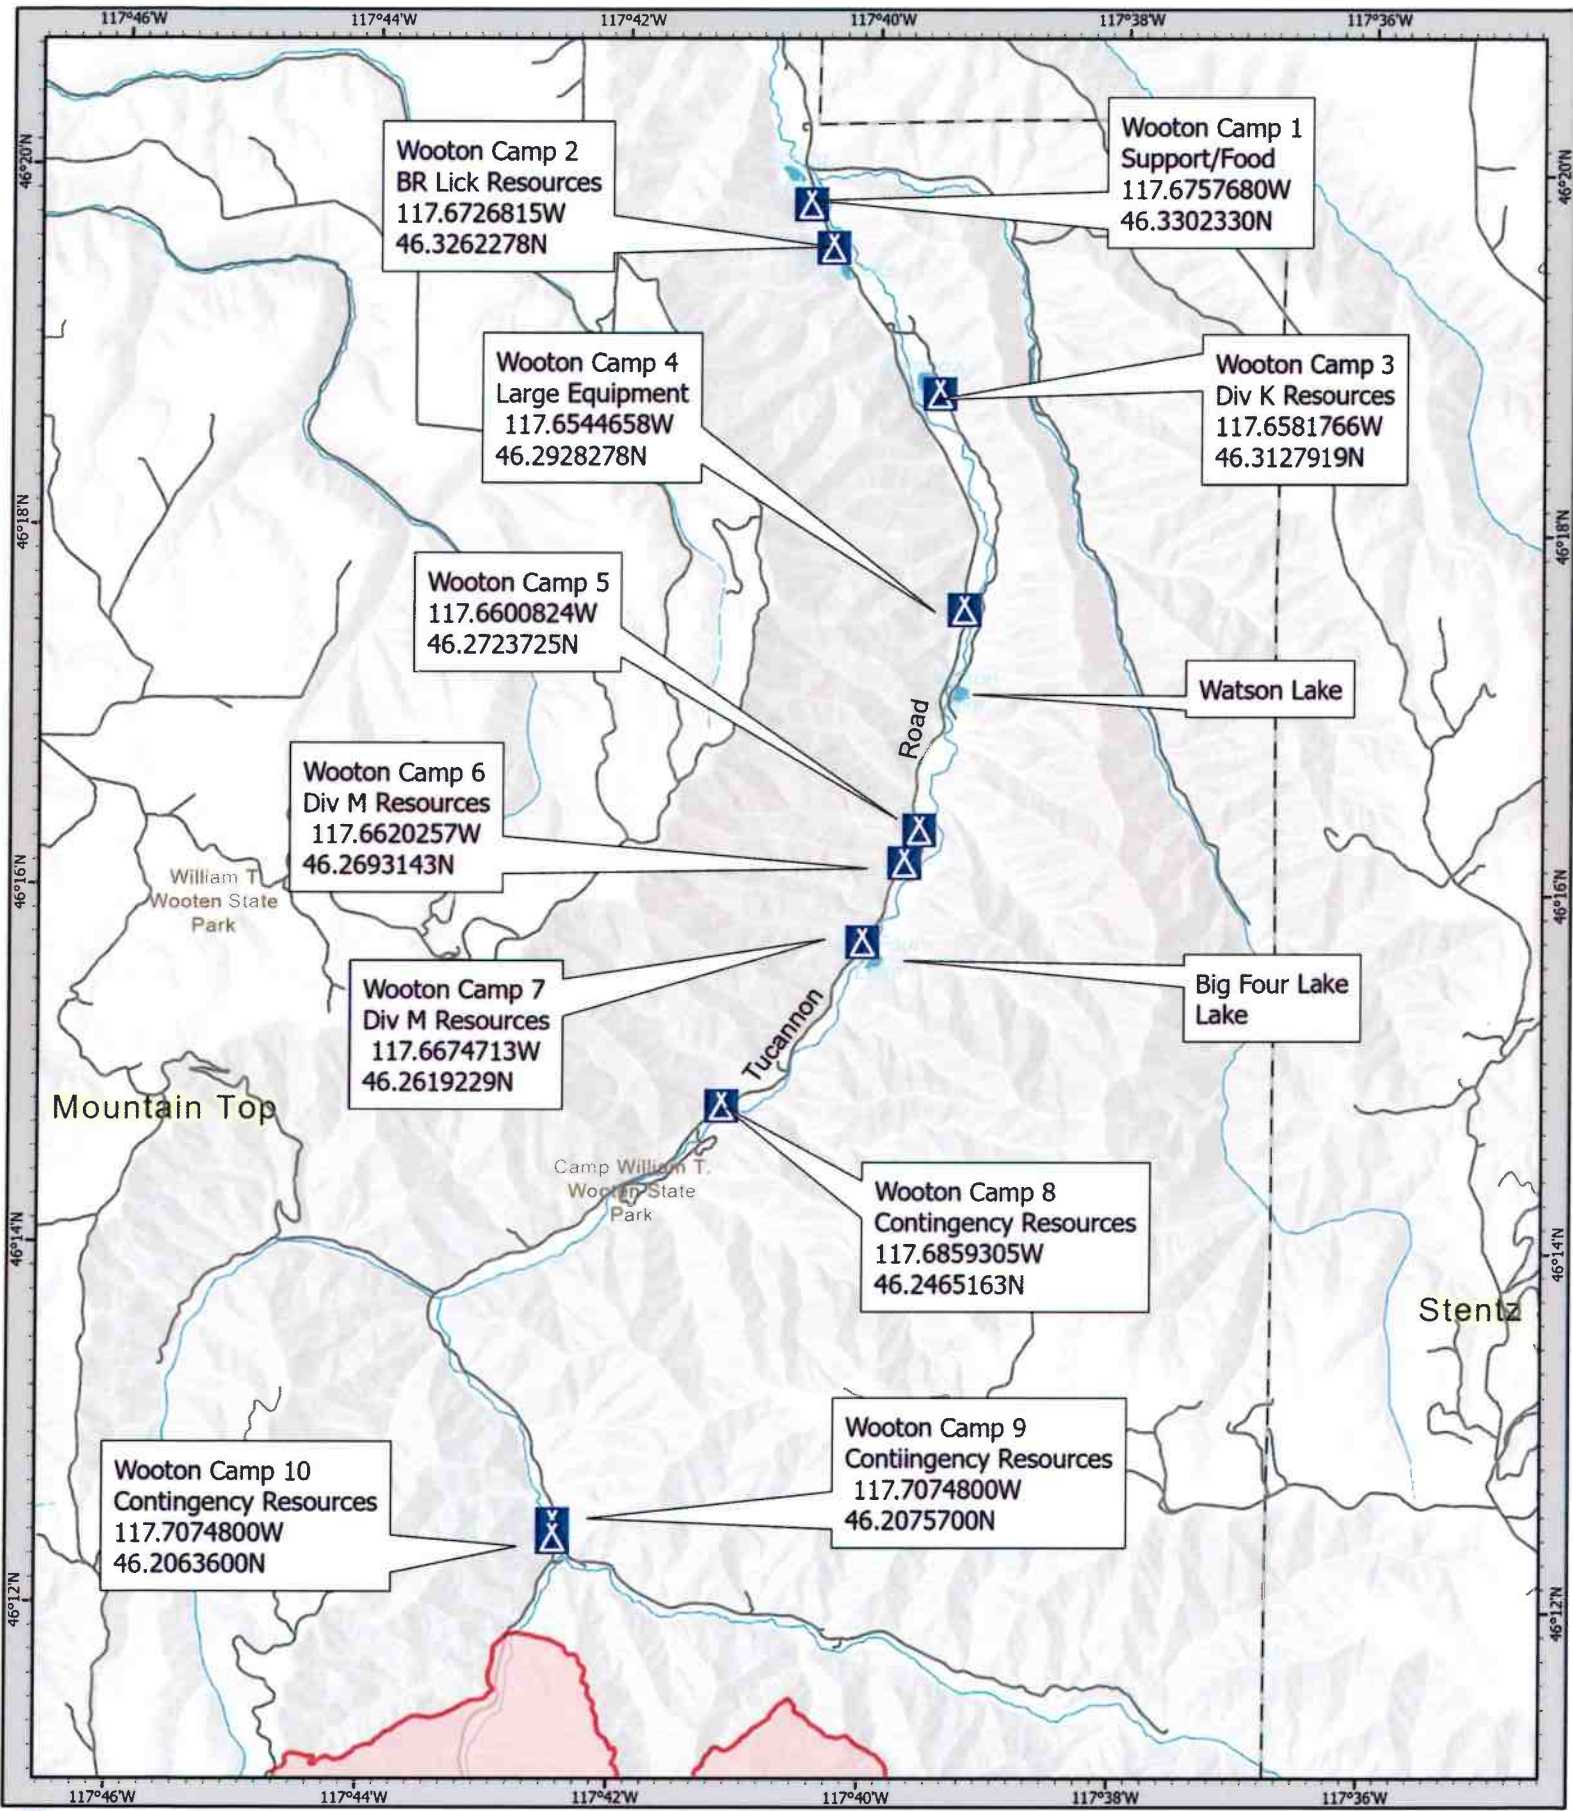 117°46'W
117°44'W
117°42'W
117°40'W
117°38'W
117°36'W
46°20'N
46°20'N
Wooton Camp 1
Support/Food
117.6757680W
46.3302330N
Wooton Camp 2
BR Lick Resources
117.6726815W
46.3262278N
Wooton Camp 4
Large Equipment
117.6544658W
46.2928278N
Wooton Camp 3
Div K Resources
117.6581766W
46.3127919N
46°18'N
46°18'N
Wooton Camp 5
117.6600824W
46.2723725N
Watson Lake
Road
Wooton Camp 6
Div M Resources
117.6620257W
46.2693143N
46°16'N
46°16'N
William T.
Wooten State
Park
Wooton Camp 7
Div M Resources
117.6674713W
46.2619229N
Big Four Lake
Lake
Tucannon
Mountain Top
Camp William T.
Wooten State
Park
Wooton Camp 8
Contingency Resources
117.6859305W
46.2465163N
46°14'N
46°14'N
Stentz
Wooton Camp 9
Contiingency Resources
117.7074800W
46.2075700N
Wooton Camp 10
Contingency Resources
117.7074800W
46.2063600N
46°12'N
46°12'N
117°46'W
117°44'W
117°42'W
117°40'W
117°38'W
117°36'W